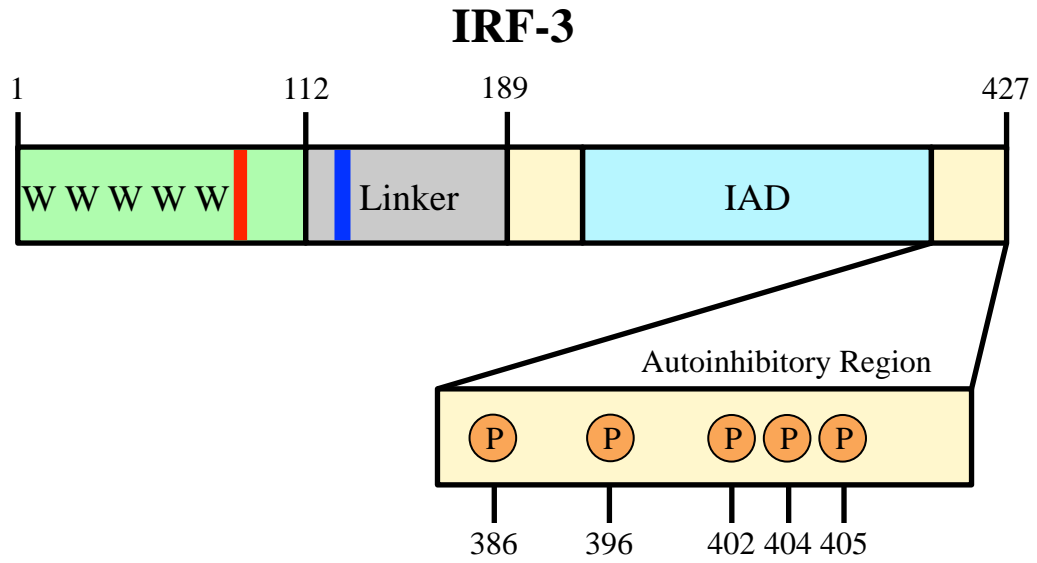 IRF-3
1 112 189 427
W W W W W Linker IAD
Autoinhibitory Region
P P P P P
386 396 402 404 405